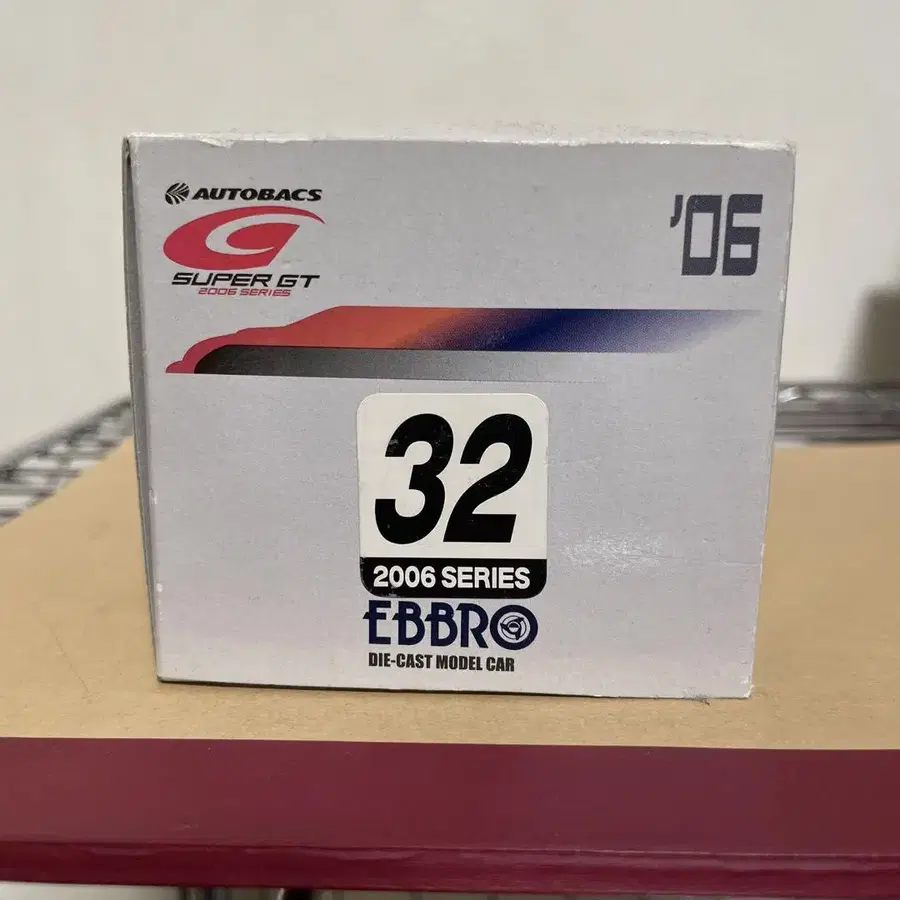 AUTOBACS
SUPER GT
2006 SERIES
'06
32
2006 SERIES
EBBRO
DIE-CAST MODEL CAR